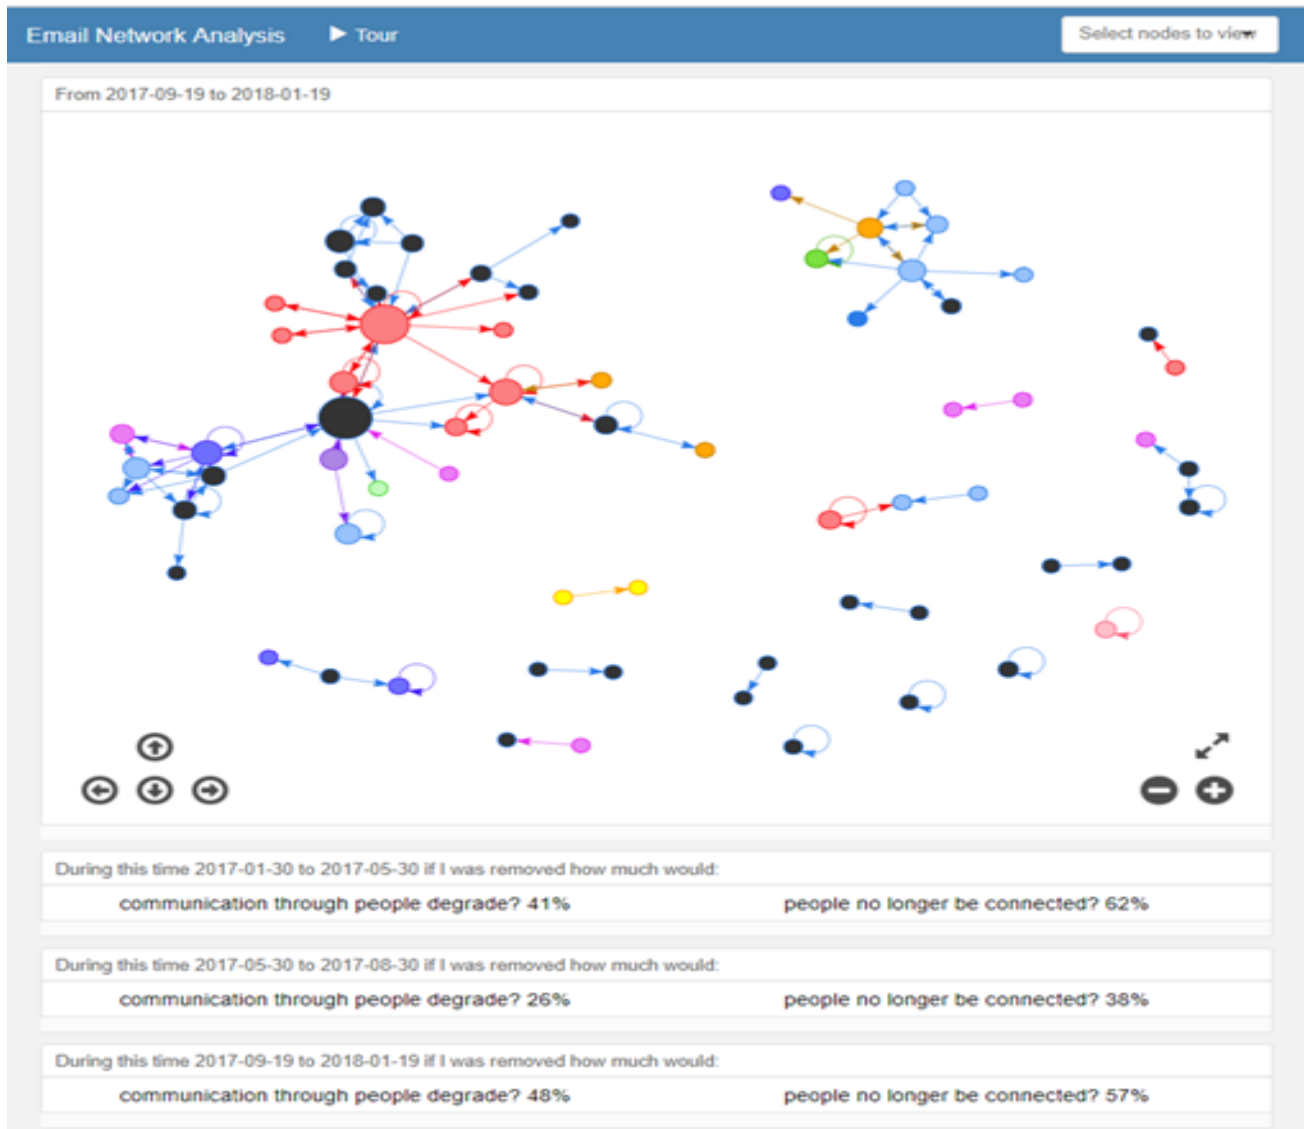 Email Network Analysis ▶ Tour Select nodes to view
From 2017-09-19 to 2018-01-19
During this time 2017-01-30 to 2017-05-30 if I was removed how much would:
communication through people degrade? 41% people no longer be connected? 62%
During this time 2017-05-30 to 2017-08-30 if I was removed how much would:
communication through people degrade? 26% people no longer be connected? 38%
During this time 2017-09-19 to 2018-01-19 if I was removed how much would:
communication through people degrade? 48% people no longer be connected? 57%